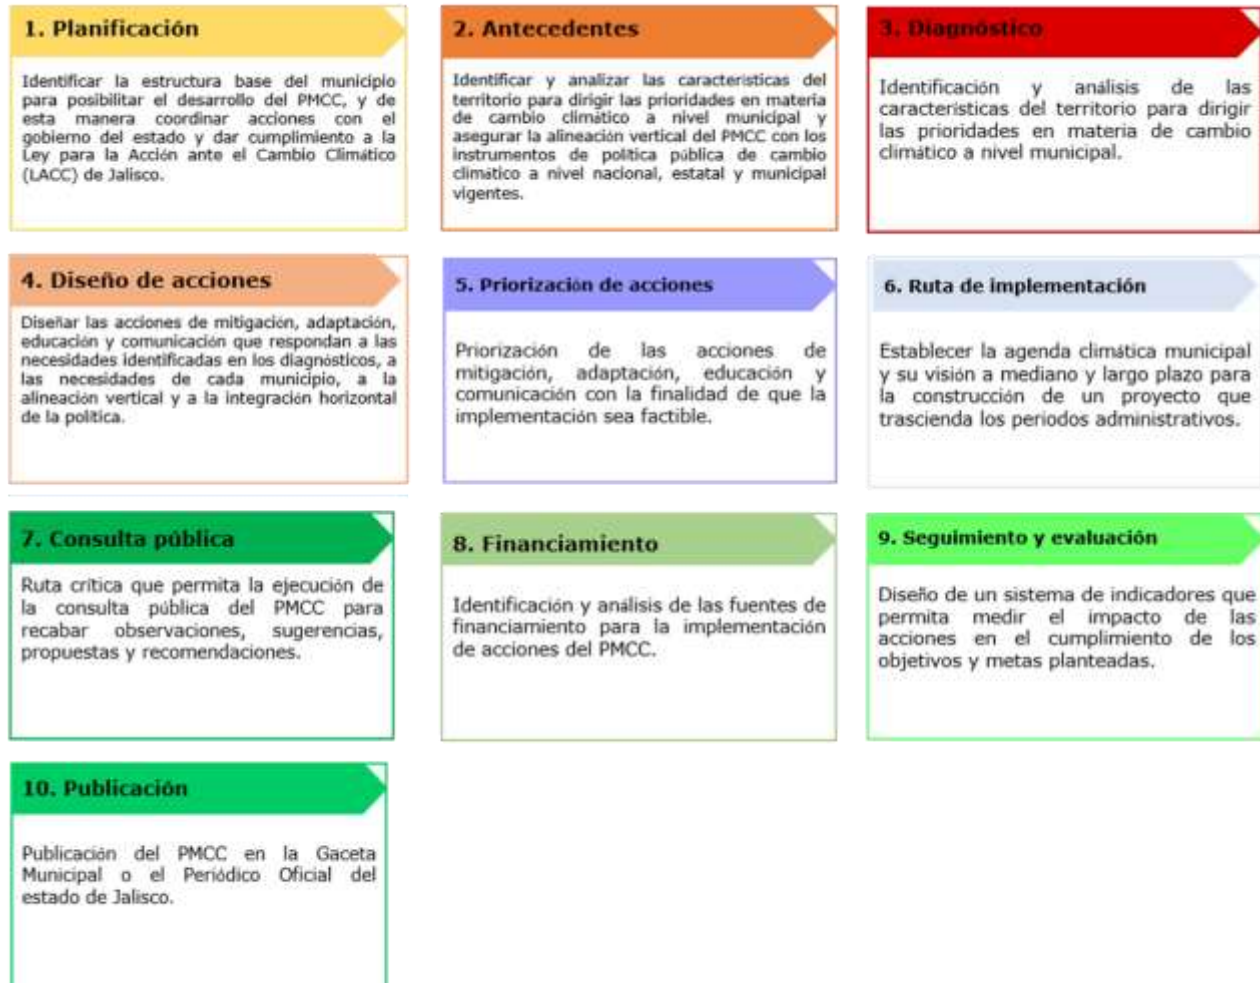 1. Planificación
Identificar la estructura base del municipio
para posibilitar el desarrollo del PMCC, y de
esta manera coordinar acciones con el
gobierno del estado y dar cumplimiento a la
Ley para la Acción ante el Cambio Climático
(LACC) de Jalisco.
2. Antecedentes
Identificar y analizar las características del
territorio para dirigir las prioridades en materia
de cambio climático a nivel municipal y
asegurar la alineación vertical del PMCC con los
instrumentos de política pública de cambio
climático a nivel nacional, estatal y municipal
vigentes.
3. Diagnóstico
Identificación y análisis de las
características del territorio para dirigir
las prioridades en materia de cambio
climático a nivel municipal.
4. Diseño de acciones
Diseñar las acciones de mitigación, adaptación,
educación y comunicación que respondan a las
necesidades identificadas en los diagnósticos, a
las necesidades de cada municipio, a la
alineación vertical y a la integración horizontal
de la política.
5. Priorización de acciones
Priorización de las acciones de
mitigación, adaptación, educación y
comunicación con la finalidad de que la
implementación sea factible.
6. Ruta de implementación
Establecer la agenda climática municipal
y su visión a mediano y largo plazo para
la construcción de un proyecto que
trascienda los periodos administrativos.
7. Consulta pública
Ruta crítica que permita la ejecución de
la consulta pública del PMCC para
recabar observaciones, sugerencias,
propuestas y recomendaciones.
8. Financiamiento
Identificación y análisis de las fuentes de
financiamiento para la implementación
de acciones del PMCC.
9. Seguimiento y evaluación
Diseño de un sistema de indicadores que
permita medir el impacto de las
acciones en el cumplimiento de los
objetivos y metas planteadas.
10. Publicación
Publicación del PMCC en la Gaceta
Municipal o el Periódico Oficial del
estado de Jalisco.